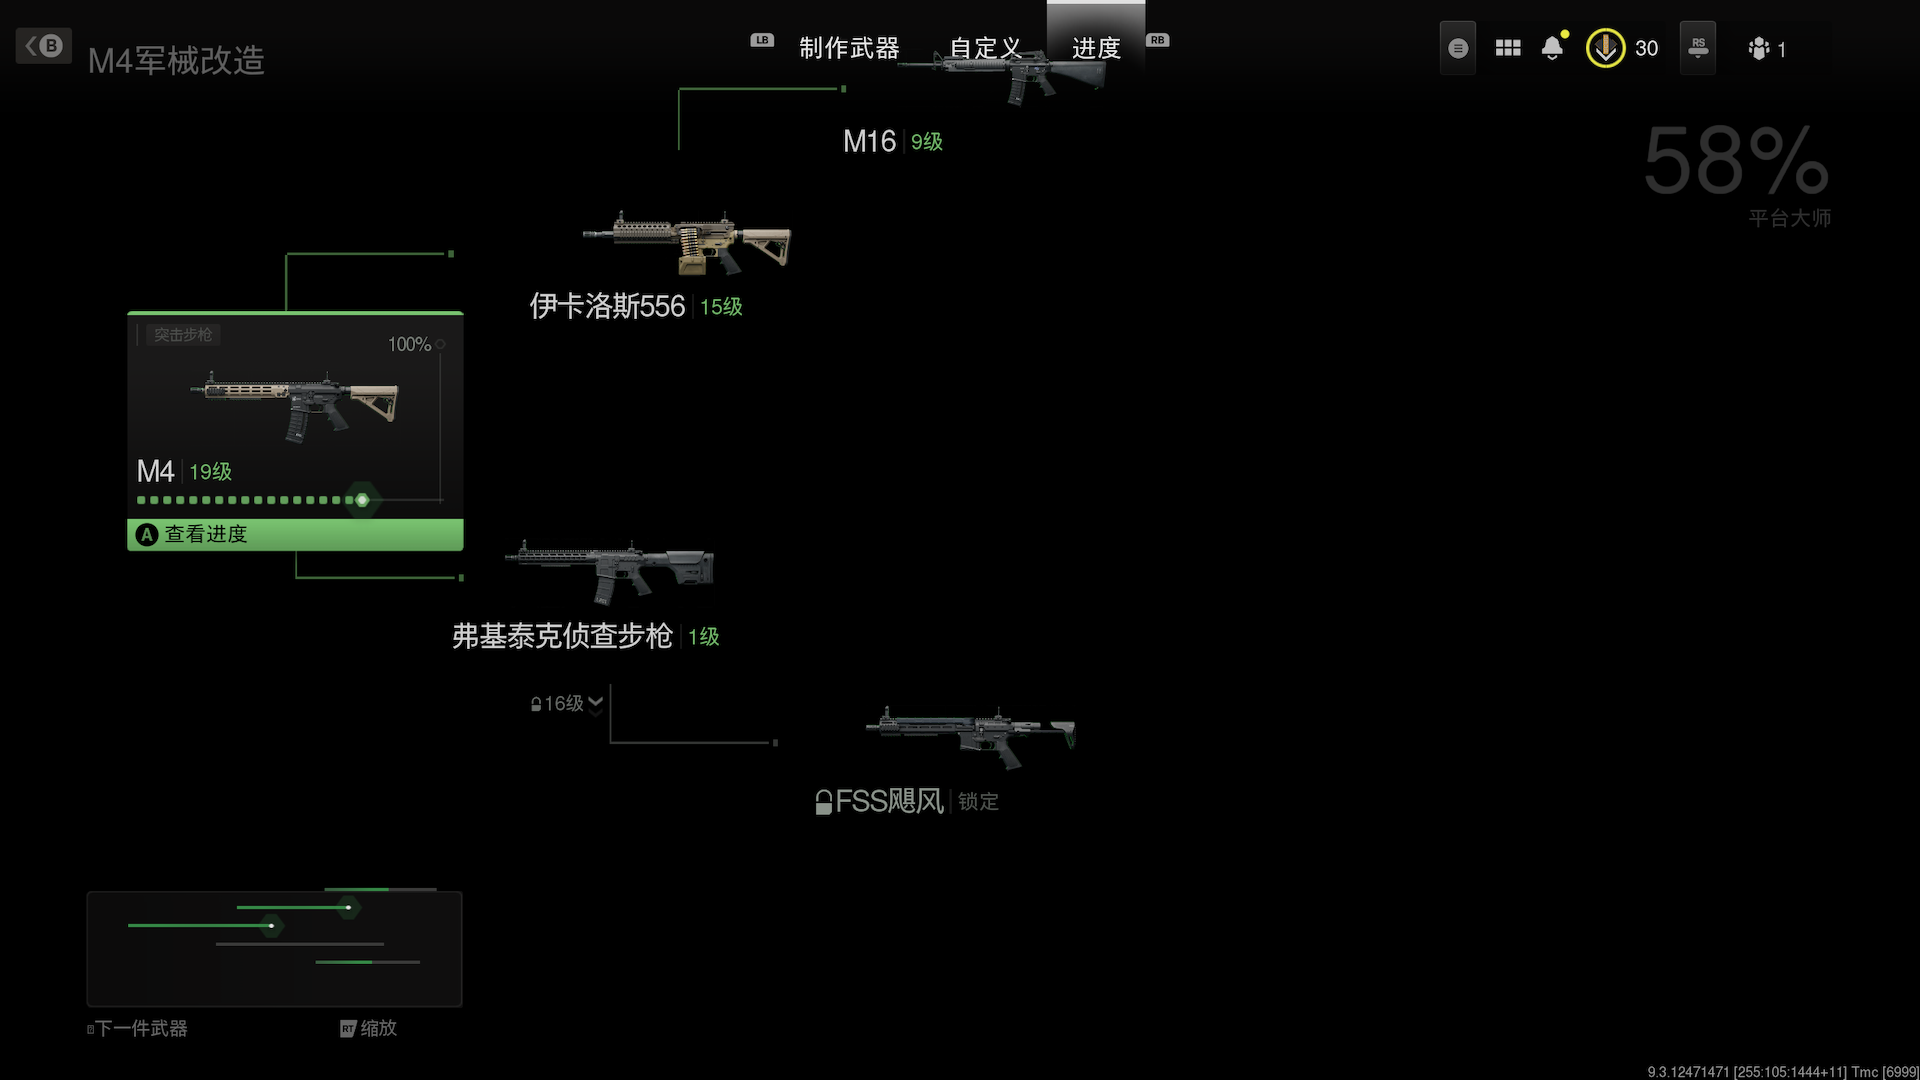 B
M4军械改造
LB
制作武器
自定义
进度
RB
30
RS
1
M16
9级
58%
平台大师
伊卡洛斯556
15级
突击步枪
100%
M4
19级
A 查看进度
弗基泰克侦查步枪
1级
16级
FSS飓风
锁定
下一件武器
RT 缩放
9.3.12471471 [255:105:1444+11] Tmc [6999]